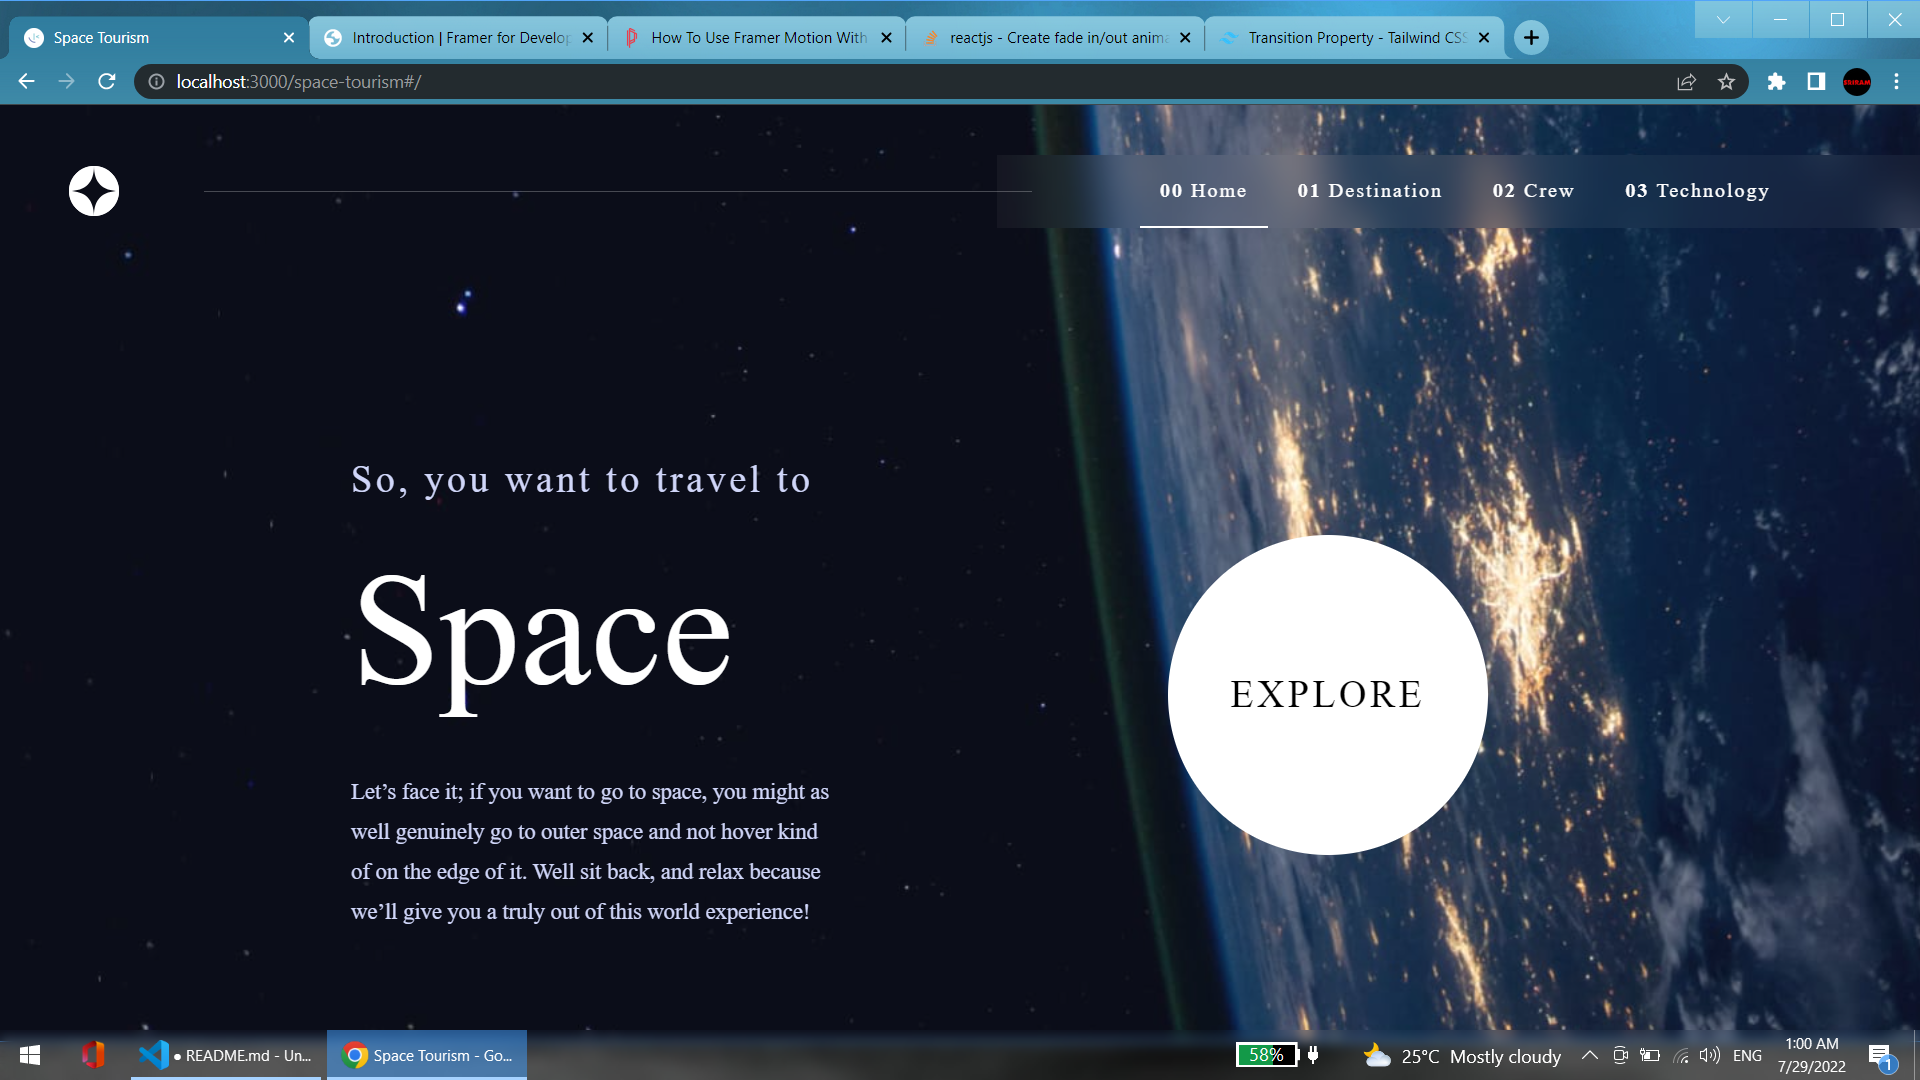 Space Tourism
Introduction | Framer for Develop
How To Use Framer Motion With
reactjs - Create fade in/out anima
Transition Property - Tailwind CSS
localhost:3000/space-tourism#/
SRIRAM
00 Home
01 Destination
02 Crew
03 Technology
So, you want to travel to
Space
Let’s face it; if you want to go to space, you might as
well genuinely go to outer space and not hover kind
of on the edge of it. Well sit back, and relax because
we’ll give you a truly out of this world experience!
EXPLORE
● README.md - Un...
Space Tourism - Go...
58%
25°C Mostly cloudy
ENG
1:00 AM
7/29/2022
1